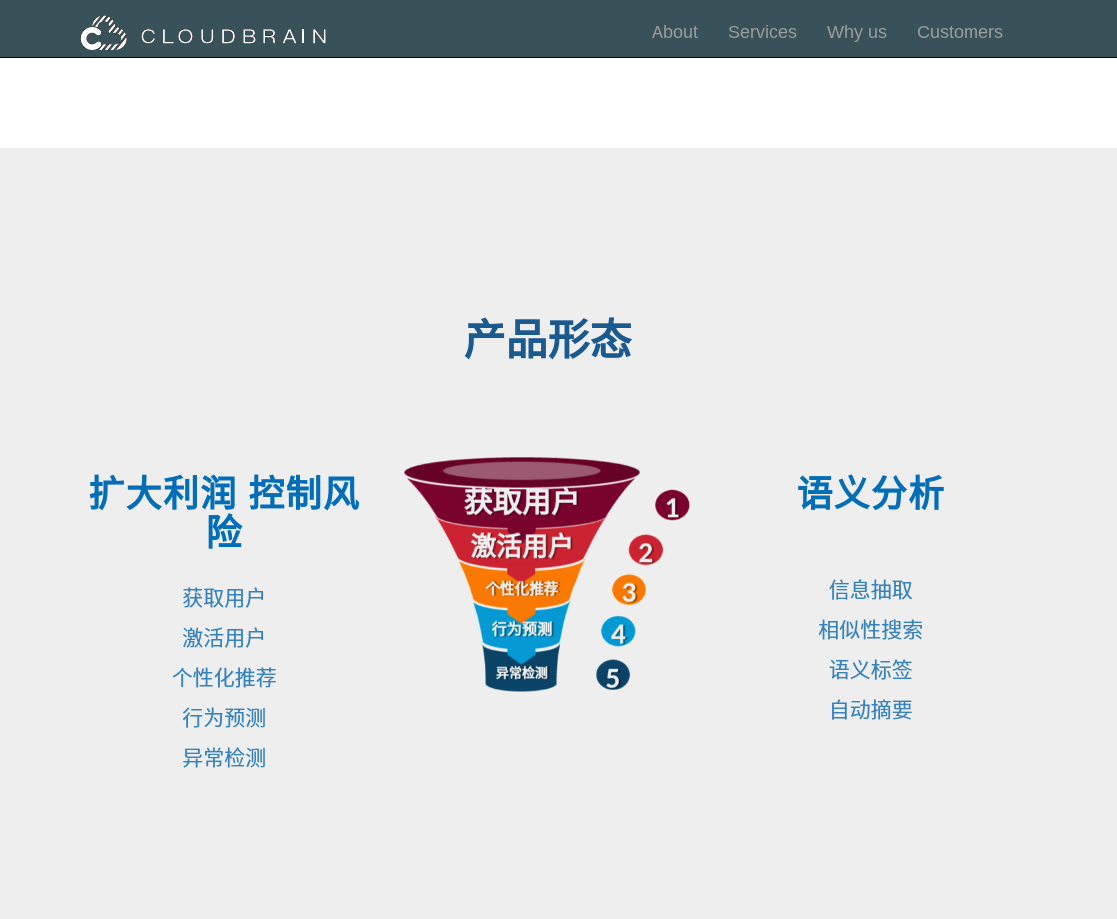 CLOUDBRAIN
About
Services
Why us
Customers
产品形态
扩大利润 控制风
险
获取用户
激活用户
个性化推荐
行为预测
异常检测
获取用户
1
激活用户
2
个性化推荐
3
行为预测
4
异常检测
5
语义分析
信息抽取
相似性搜索
语义标签
自动摘要